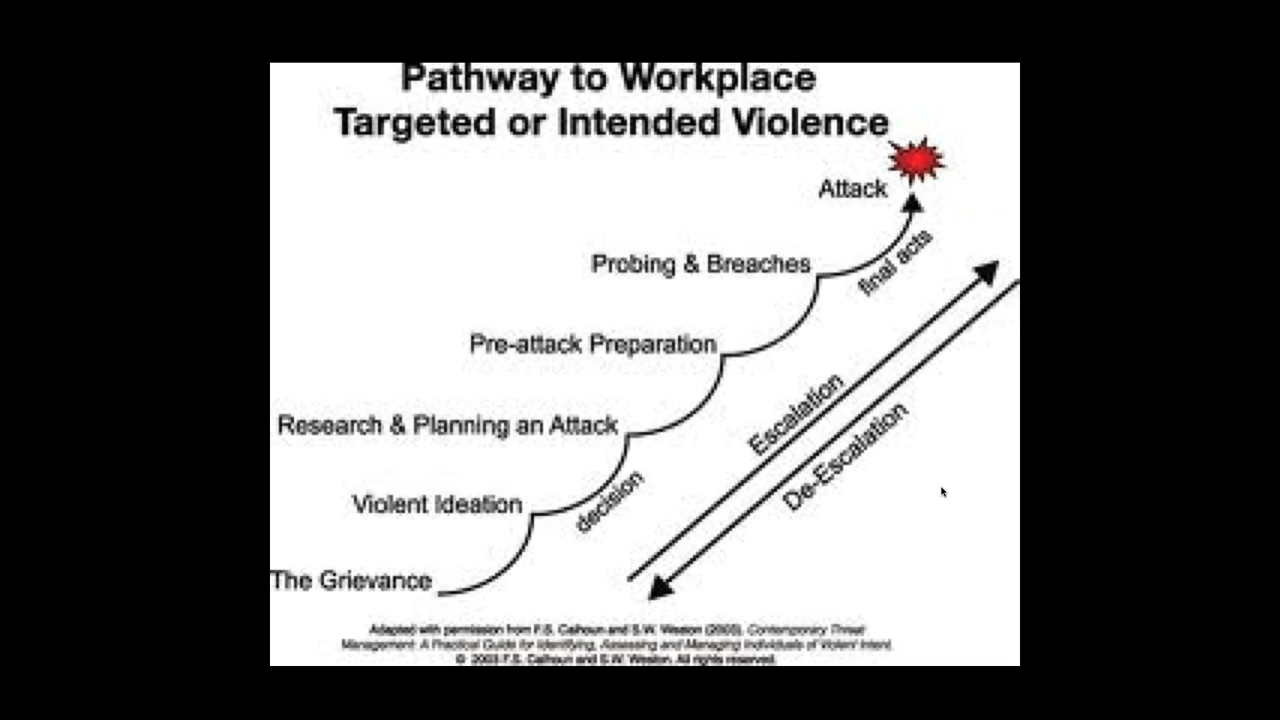 Pathway to Workplace
Targeted or Intended Violence
Attack
final acts
Probing & Breaches
Pre-attack Preparation
Escalation
De-Escalation
Research & Planning an Attack
decision
Violent Ideation
The Grievance
Adapted with permission from F.S. Calhoun and S.W. Weston (2003). Contemporary Threat
Management: A Practical Guide for Identifying, Assessing and Managing Individuals of Violent Intent.
© 2003 F.S. Calhoun and S.W. Weston. All rights reserved.